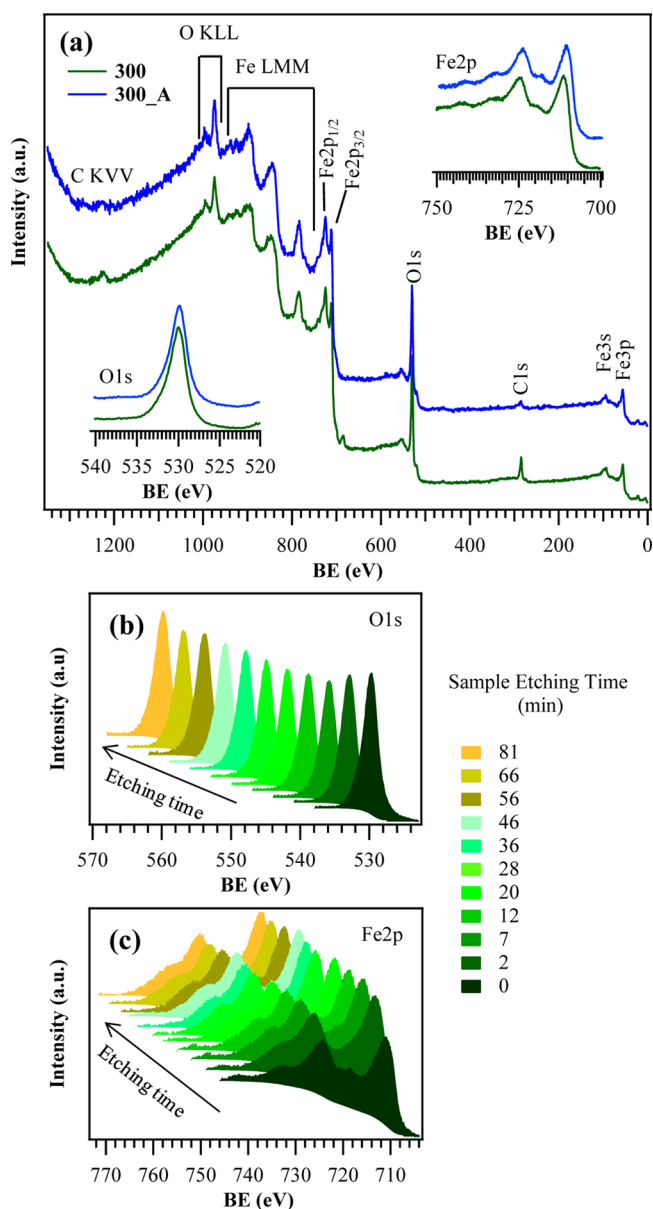 (a)
O KLL
300
300_A
Fe LMM
C KVV
Fe2p1/2
Fe2p3/2
Fe2p
750
725
700
BE (eV)
O1s
540 535 530 525 520
BE (eV)
O1s
C1s
Fe3s
Fe3p
Intensity (a.u.)
1200 1000 800 600 400 200 0
BE (eV)
(b)
O1s
Intensity (a.u)
Etching time
570 560 550 540 530
BE (eV)
(c)
Fe2p
Intensity (a.u.)
Etching time
770 760 750 740 730 720 710
BE (eV)
Sample Etching Time
(min)
81
66
56
46
36
28
20
12
7
2
0